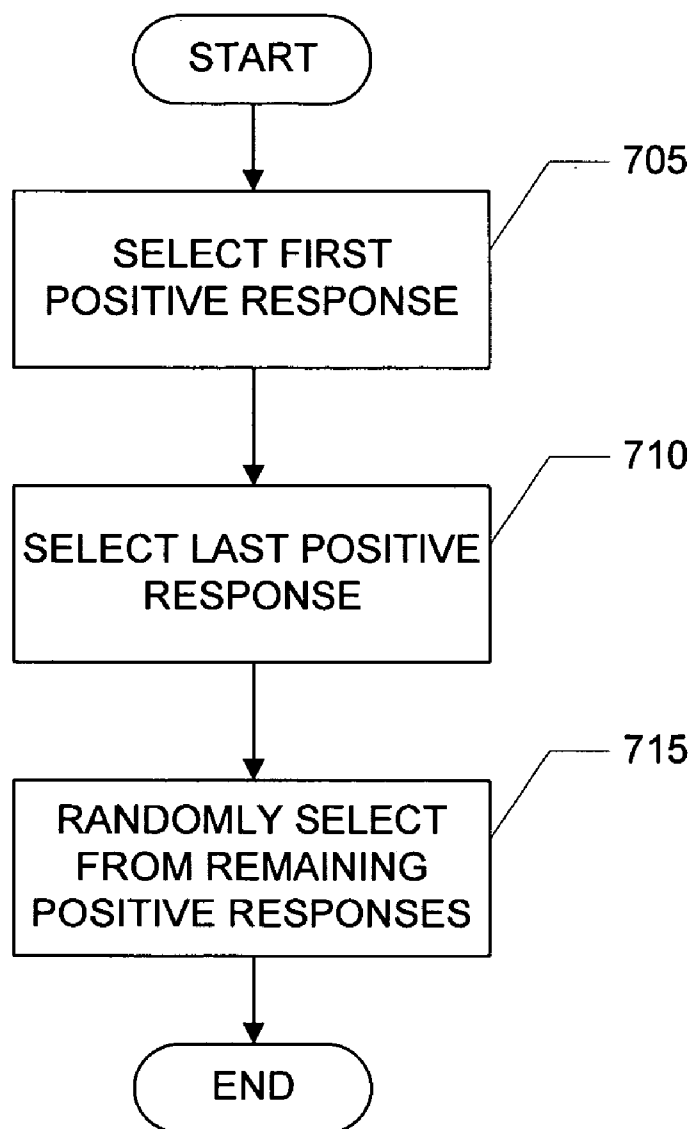 START
705
SELECT FIRST
POSITIVE RESPONSE
710
SELECT LAST POSITIVE
RESPONSE
715
RANDOMLY SELECT
FROM REMAINING
POSITIVE RESPONSES
END